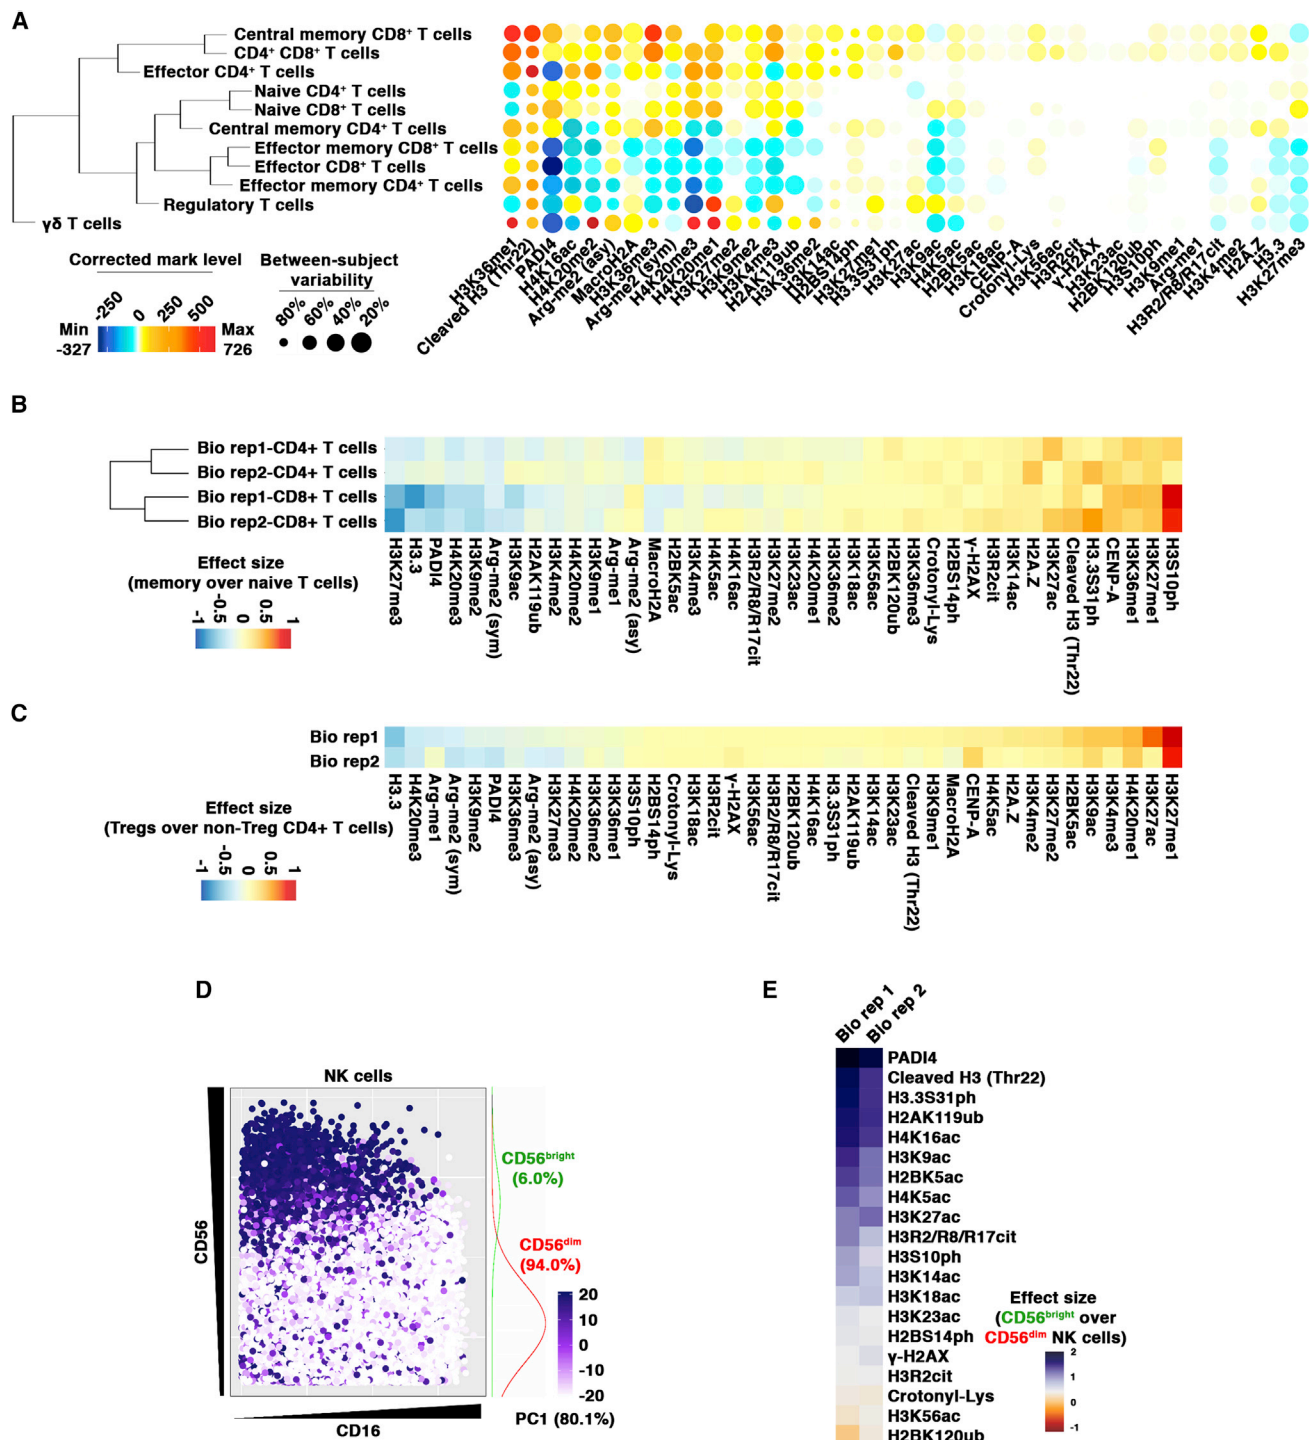 A
Central memory CD8⁺ T cells
CD4⁺ CD8⁺ T cells
Effector CD4⁺ T cells
Naive CD4⁺ T cells
Naive CD8⁺ T cells
Central memory CD4⁺ T cells
Effector memory CD8⁺ T cells
Effector CD8⁺ T cells
Effector memory CD4⁺ T cells
Regulatory T cells
γδ T cells
H3K36me1
Cleaved H3 (Thr22)
PADI4
H4K16ac
H4K20me2
Arg-me2 (asy)
MacroH2A
H3K36me3
Arg-me2 (sym)
H4K20me3
H4K20me1
H3K27me2
H3K9me2
H3K4me3
H2AK119ub
H3K36me2
H3K14ac
H2BS14ph
H3K27me1
H3.3S31ph
H3K27ac
H3K9ac
H4K5ac
H2BK5ac
H3K18ac
CENP-A
Crotonyl-Lys
H3K56ac
H3R2cit
γ-H2AX
H3K23ac
H2BK120ub
H3S10ph
H3K9me1
Arg-me1
H3R2/R8/R17cit
H3K4me2
H2A.Z
H3.3
H3K27me3
Corrected mark level
-250 0 250 500
Min -327
Max 726
Between-subject variability
80% 60% 40% 20%
B
Bio rep1-CD4+ T cells
Bio rep2-CD4+ T cells
Bio rep1-CD8+ T cells
Bio rep2-CD8+ T cells
H3K27me3
H3.3
PADI4
H4K20me3
H3K9me2
Arg-me2 (sym)
H3K9ac
H2AK119ub
H3K4me2
H4K20me2
H3K9me1
Arg-me1
Arg-me2 (asy)
MacroH2A
H2BK5ac
H3K4me3
H4K5ac
H4K16ac
H3R2/R8/R17cit
H3K27me2
H3K23ac
H4K20me1
H3K36me2
H3K18ac
H3K56ac
H2BK120ub
H3K36me3
Crotonyl-Lys
H2BS14ph
γ-H2AX
H3R2cit
H3K14ac
H2A.Z
H3K27ac
Cleaved H3 (Thr22)
H3.3S31ph
CENP-A
H3K36me1
H3K27me1
H3S10ph
Effect size
(memory over naive T cells)
-1 -0.5 0 0.5 1
C
Bio rep1
Bio rep2
H3.3
H4K20me3
Arg-me1
Arg-me2 (sym)
H3K9me2
PADI4
H3K36me3
Arg-me2 (asy)
H3K27me3
H4K20me2
H3K36me2
H3K36me1
H3S10ph
H2BS14ph
Crotonyl-Lys
H3K18ac
H3R2cit
γ-H2AX
H3K56ac
H3R2/R8/R17cit
H2BK120ub
H4K16ac
H3.3S31ph
H2AK119ub
H3K14ac
H3K23ac
Cleaved H3 (Thr22)
H3K9me1
MacroH2A
CENP-A
H4K5ac
H2A.Z
H3K4me2
H3K27me2
H2BK5ac
H3K9ac
H3K4me3
H4K20me1
H3K27ac
H3K27me1
Effect size
(Tregs over non-Treg CD4+ T cells)
-1 -0.5 0 0.5 1
D
NK cells
CD56
CD16
CD56bright
(6.0%)
CD56dim
(94.0%)
20
10
0
-10
-20
PC1 (80.1%)
E
Bio rep 1
Bio rep 2
PADI4
Cleaved H3 (Thr22)
H3.3S31ph
H2AK119ub
H4K16ac
H3K9ac
H2BK5ac
H4K5ac
H3K27ac
H3R2/R8/R17cit
H3S10ph
H3K14ac
H3K18ac
H3K23ac
H2BS14ph
γ-H2AX
H3R2cit
Crotonyl-Lys
H3K56ac
H2BK120ub
Effect size
(CD56bright over
CD56dim NK cells)
2
1
0
-1